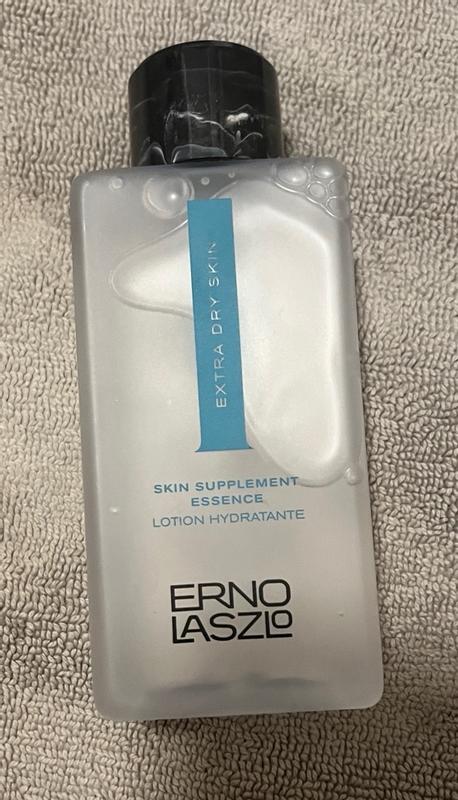 EXTRA DRY SKIN
SKIN SUPPLEMENT
ESSENCE
LOTION HYDRATANTE
ERNO
LASZLO